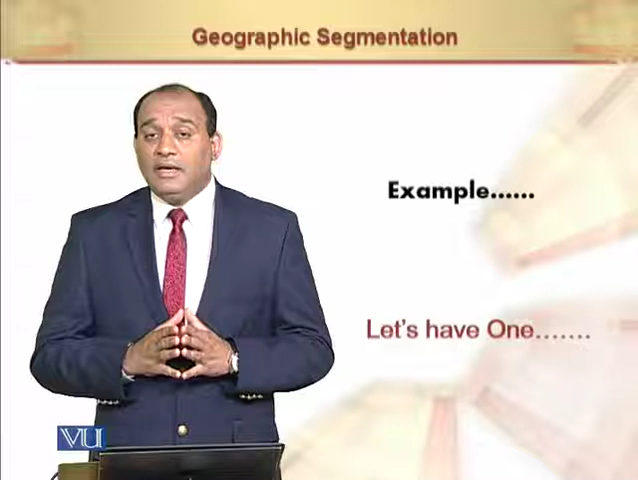 Geographic Segmentation
Example......
Let's have One.......
VU